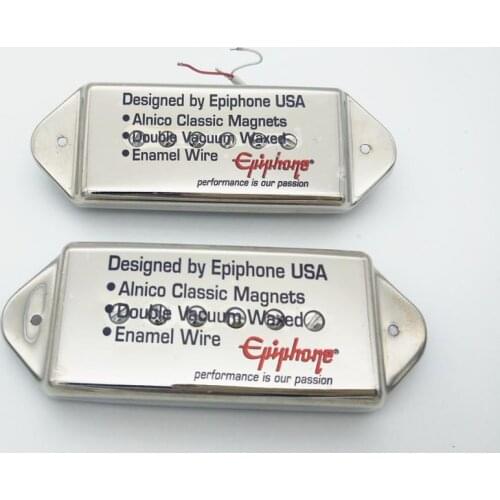 Designed by Epiphone USA
• Alnico Classic Magnets
• Double Vacuum Waxed
• Enamel Wire
Epiphone®
performance is our passion
Designed by Epiphone USA
• Alnico Classic Magnets
• Double Vacuum Waxed
• Enamel Wire
Epiphone®
performance is our passion